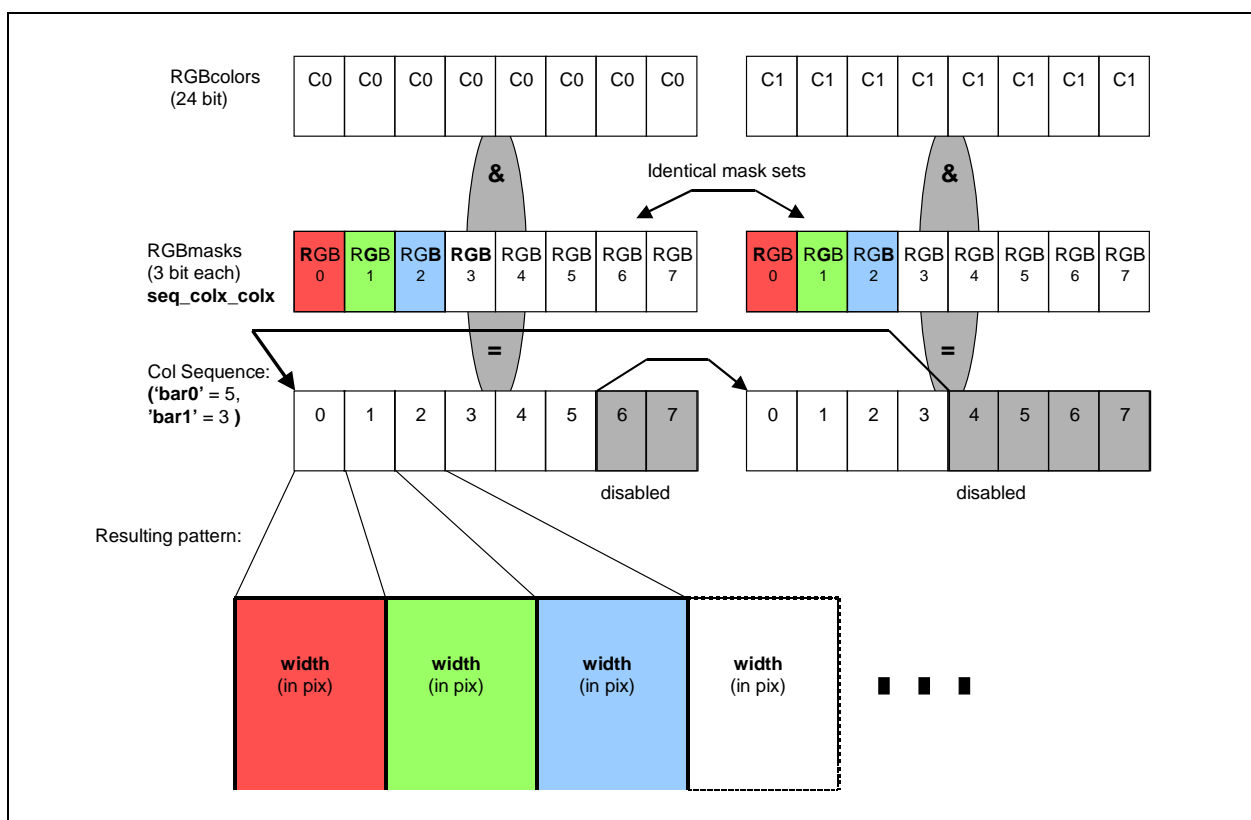 RGBcolors
(24 bit)
C0 C0 C0 C0 C0 C0 C0 C0
C1 C1 C1 C1 C1 C1 C1 C1
&
&
Identical mask sets
RGBmasks
(3 bit each)
seq_colx_colx
RGB RGB RGB RGB RGB RGB RGB RGB
0 1 2 3 4 5 6 7
RGB RGB RGB RGB RGB RGB RGB RGB
0 1 2 3 4 5 6 7
=
=
Col Sequence:
(‘bar0’ = 5,
’bar1’ = 3 )
0 1 2 3 4 5 6 7
0 1 2 3 4 5 6 7
disabled
disabled
Resulting pattern:
width width width width
(in pix) (in pix) (in pix) (in pix)